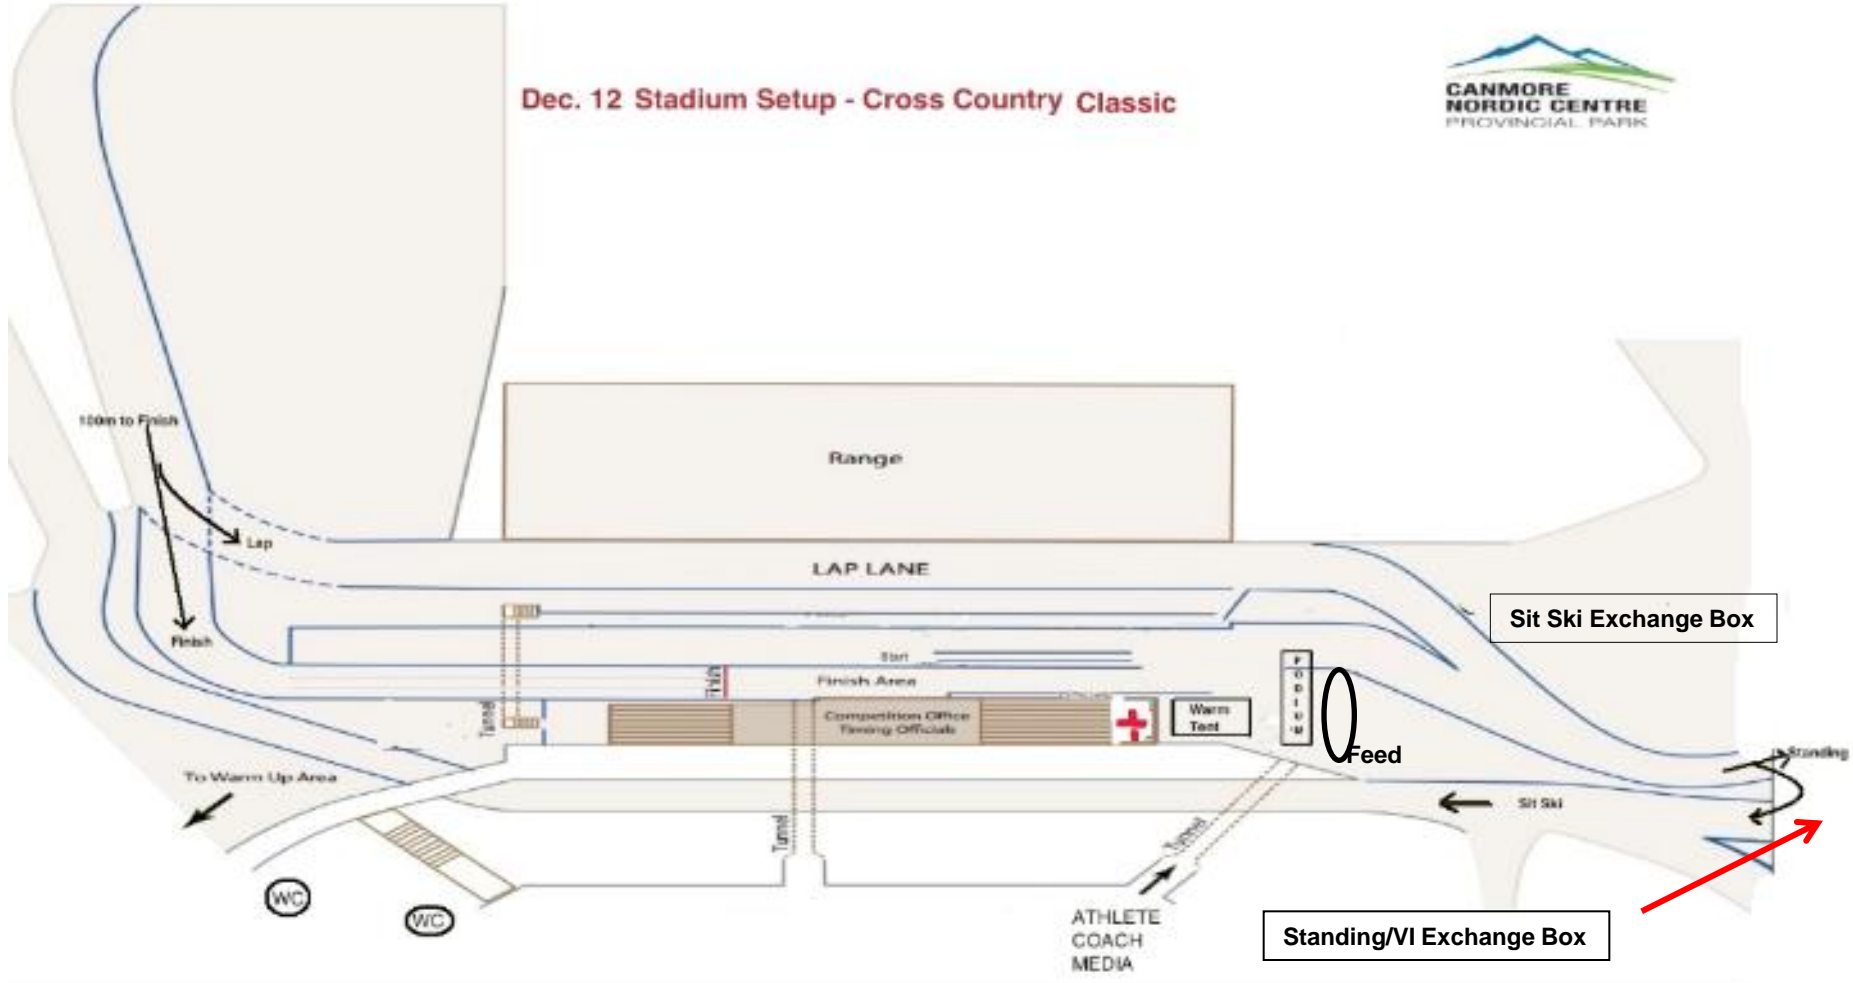 Dec. 12 Stadium Setup - Cross Country Classic
CANMORE
NORDIC CENTRE
PROVINCIAL PARK
100m to Finish
Range
Lap
LAP LANE
Sit Ski Exchange Box
Finish
Start
Finish
Finish Area
PODIUM
Tunnel
Competition Office
Timing Officials
Warm
Tent
Feed
Standing
To Warm Up Area
Sit Ski
Tunnel
Tunnel
WC
WC
ATHLETE
COACH
MEDIA
Standing/VI Exchange Box